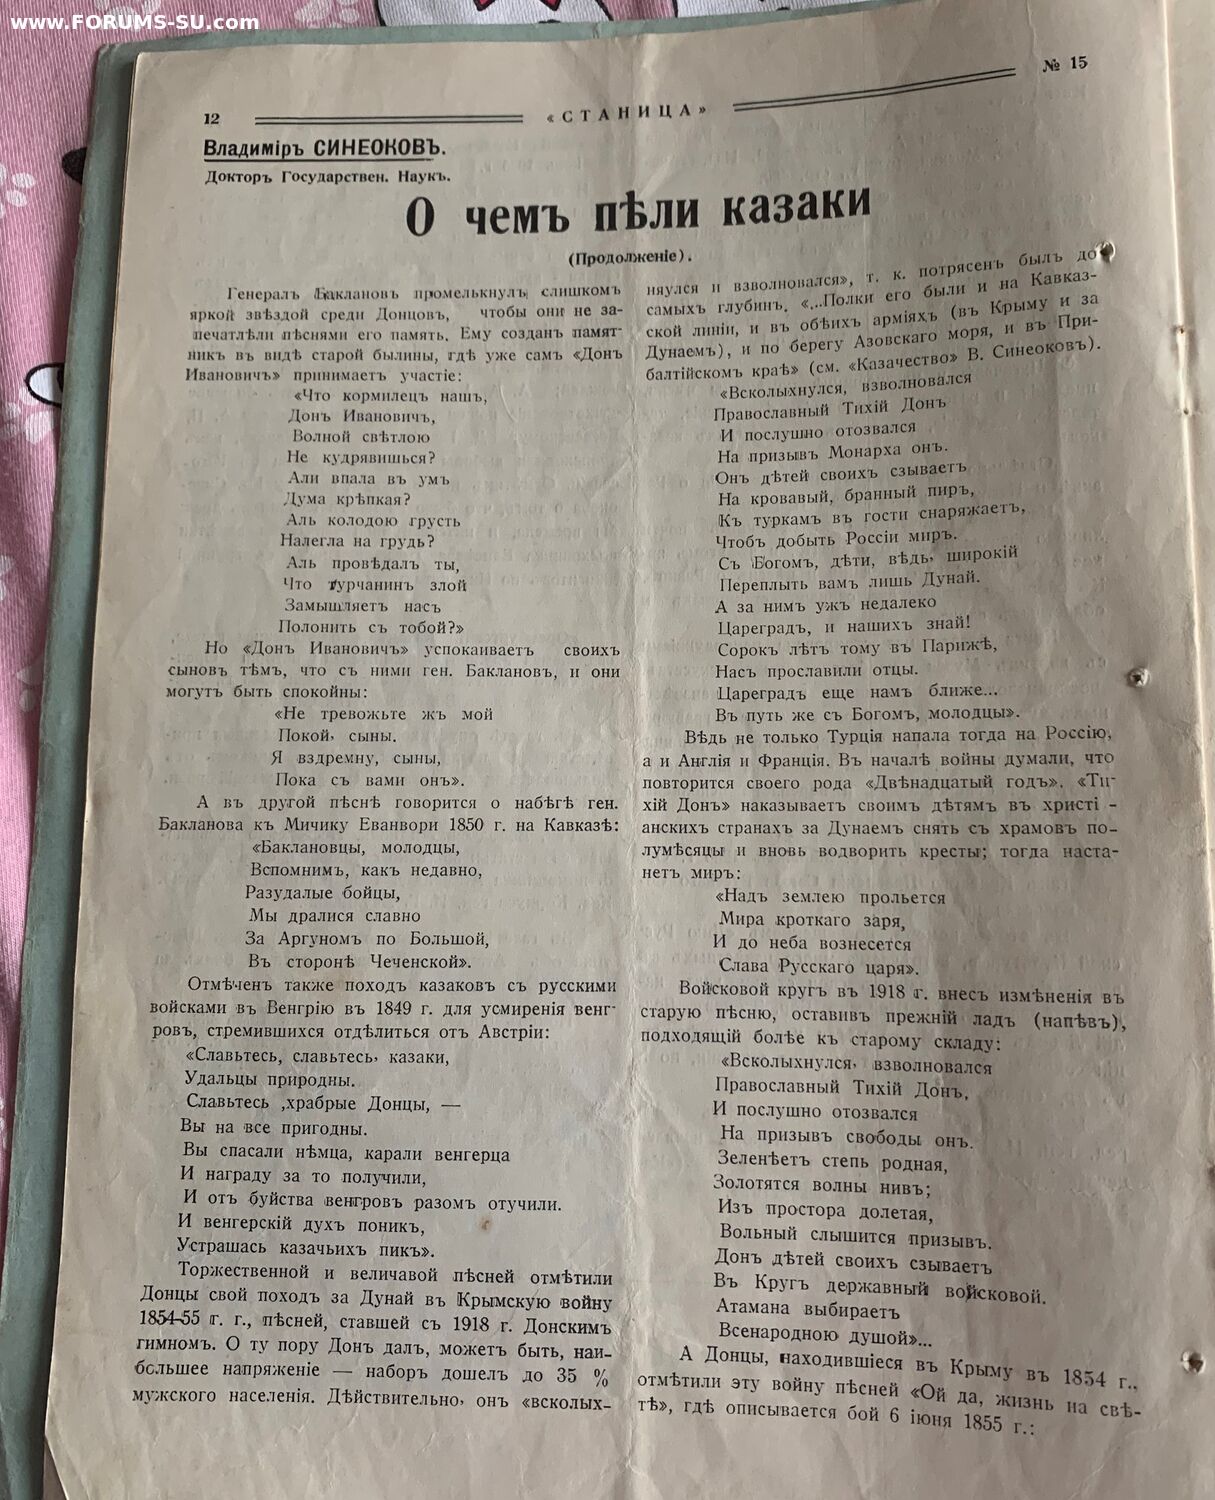 www.FORUMS-SU.com
№ 15
12
«СТАНИЦА»
Владиміръ СИНЕОКОВЪ.
Докторъ Государствен. Наукъ.
О чемъ пѣли казаки
(Продолженіе).
Генералъ Баклановъ промелькнулъ слишкомъ
яркой звѣздой среди Донцовъ, чтобы они не за-
печатлѣли пѣснями его память. Ему созданъ памят-
никъ въ видѣ старой былины, гдѣ уже самъ «Донъ
Ивановичъ» принимаетъ участіе:
«Что кормилецъ нашъ,
Донъ Ивановичъ,
Волной свѣтлою
Не кудрявишься?
Али впала въ умъ
Дума крѣпкая?
Аль колодою грусть
Налегла на грудь?
Аль провѣдалъ ты,
Что турчанинъ злой
Замышляетъ насъ
Полонить съ тобой?»
Но «Донъ Ивановичъ» успокаиваетъ своихъ
сыновъ тѣмъ, что съ ними ген. Баклановъ, и они
могутъ быть спокойны:
«Не тревожьте жъ мой
Покой, сыны.
Я вздремну, сыны,
Пока съ вами онъ».
А въ другой пѣснѣ говорится о набѣгѣ ген.
Бакланова къ Мичику Еванвори 1850 г. на Кавказѣ:
«Баклановцы, молодцы,
Вспомнимъ, какъ недавно,
Разудалые бойцы,
Мы дралися славно
За Аргуномъ по Большой,
Въ сторонѣ Чеченской».
Отмѣченъ также походъ казаковъ съ русскими
войсками въ Венгрію въ 1849 г. для усмиренія венг-
ровъ, стремившихся отдѣлиться отъ Австріи:
«Славьтесь, славьтесь, казаки,
Удальцы природны.
Славьтесь ,храбрые Донцы, —
Вы на все пригодны.
Вы спасали нѣмца, карали венгерца
И награду за то получили,
И отъ буйства венгровъ разомъ отучили.
И венгерскій духъ поникъ,
Устрашась казачьихъ пикъ».
Торжественной и величавой пѣсней отмѣтили
Донцы свой походъ за Дунай въ Крымскую войну
1854-55 г. г., пѣсней, ставшей съ 1918 г. Донскимъ
гимномъ. О ту пору Донъ далъ, можетъ быть, наи-
большее напряженіе — наборъ дошелъ до 35 %
мужского населенія. Дѣйствительно, онъ «всколых-
нулся и взволновался», т. к. потрясенъ былъ до
самыхъ глубинъ. «...Полки его были и на Кавказ-
ской линіи, и въ обѣихъ арміяхъ (въ Крыму и за
Дунаемъ), и по берегу Азовскаго моря, и въ При-
балтійскомъ краѣ» (см. «Казачество» В. Синеоковъ).
«Всколыхнулся, взволновался
Православный Тихій Донъ
И послушно отозвался
На призывъ Монарха онъ.
Онъ дѣтей своихъ сзываетъ
На кровавый, бранный пиръ,
Къ туркамъ въ гости снаряжаетъ,
Чтобъ добыть Россіи миръ.
Съ Богомъ, дѣти, вѣдь, широкій
Переплыть вамъ лишь Дунай.
А за нимъ ужъ недалеко
Цареградъ, и нашихъ знай!
Сорокъ лѣтъ тому въ Парижѣ,
Насъ прославили отцы.
Цареградъ еще намъ ближе...
Въ путь же съ Богомъ, молодцы».
Вѣдь не только Турція напала тогда на Россію,
а и Англія и Франція. Въ началѣ войны думали, что
повторится своего рода «Двѣнадцатый годъ». «Ти-
хій Донъ» наказываетъ своимъ дѣтямъ въ христі -
анскихъ странахъ за Дунаемъ снять съ храмовъ по-
лумѣсяцы и вновь водворить кресты; тогда наста-
нетъ миръ:
«Надъ землею прольется
Мира кроткаго заря,
И до неба вознесется
Слава Русскаго царя».
Войсковой кругъ въ 1918 г. внесъ измѣненія въ
старую пѣсню, оставивъ прежній ладъ (напѣвъ),
подходящій болѣе къ старому складу:
«Всколыхнулся, взволновался
Православный Тихій Донъ,
И послушно отозвался
На призывъ свободы онъ.
Зеленѣетъ степь родная,
Золотятся волны нивъ;
Изъ простора долетая,
Вольный слышится призывъ.
Донъ дѣтей своихъ сзываетъ
Въ Кругъ державный войсковой.
Атамана выбираетъ
Всенародною душой»...
А Донцы, находившіеся въ Крыму въ 1854 г.,
отмѣтили эту войну пѣсней «Ой да, жизнь на свѣ-
тѣ», гдѣ описывается бой 6 іюня 1855 г.: